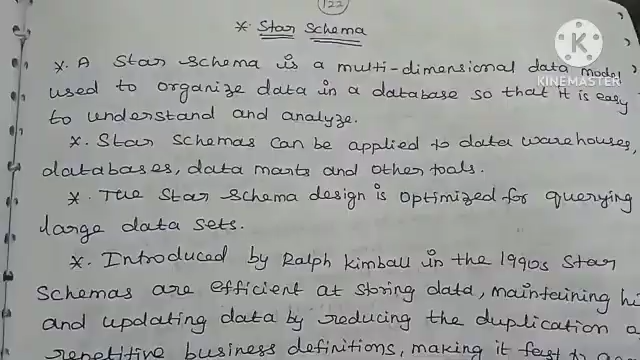 122
* Star Schema
* A Star schema is a multi-dimensional data model
used to organize data in a database so that it is easy
to understand and analyze.
* Star schemas can be applied to data warehouses,
databases, data marts and other tools.
* The Star schema design is optimized for querying
large data sets.
* Introduced by Ralph Kimball in the 1990s Star
Schemas are efficient at storing data, maintaining
and updating data by reducing the duplication
repetitive business definitions, making it fast to
K
KINEMASTER